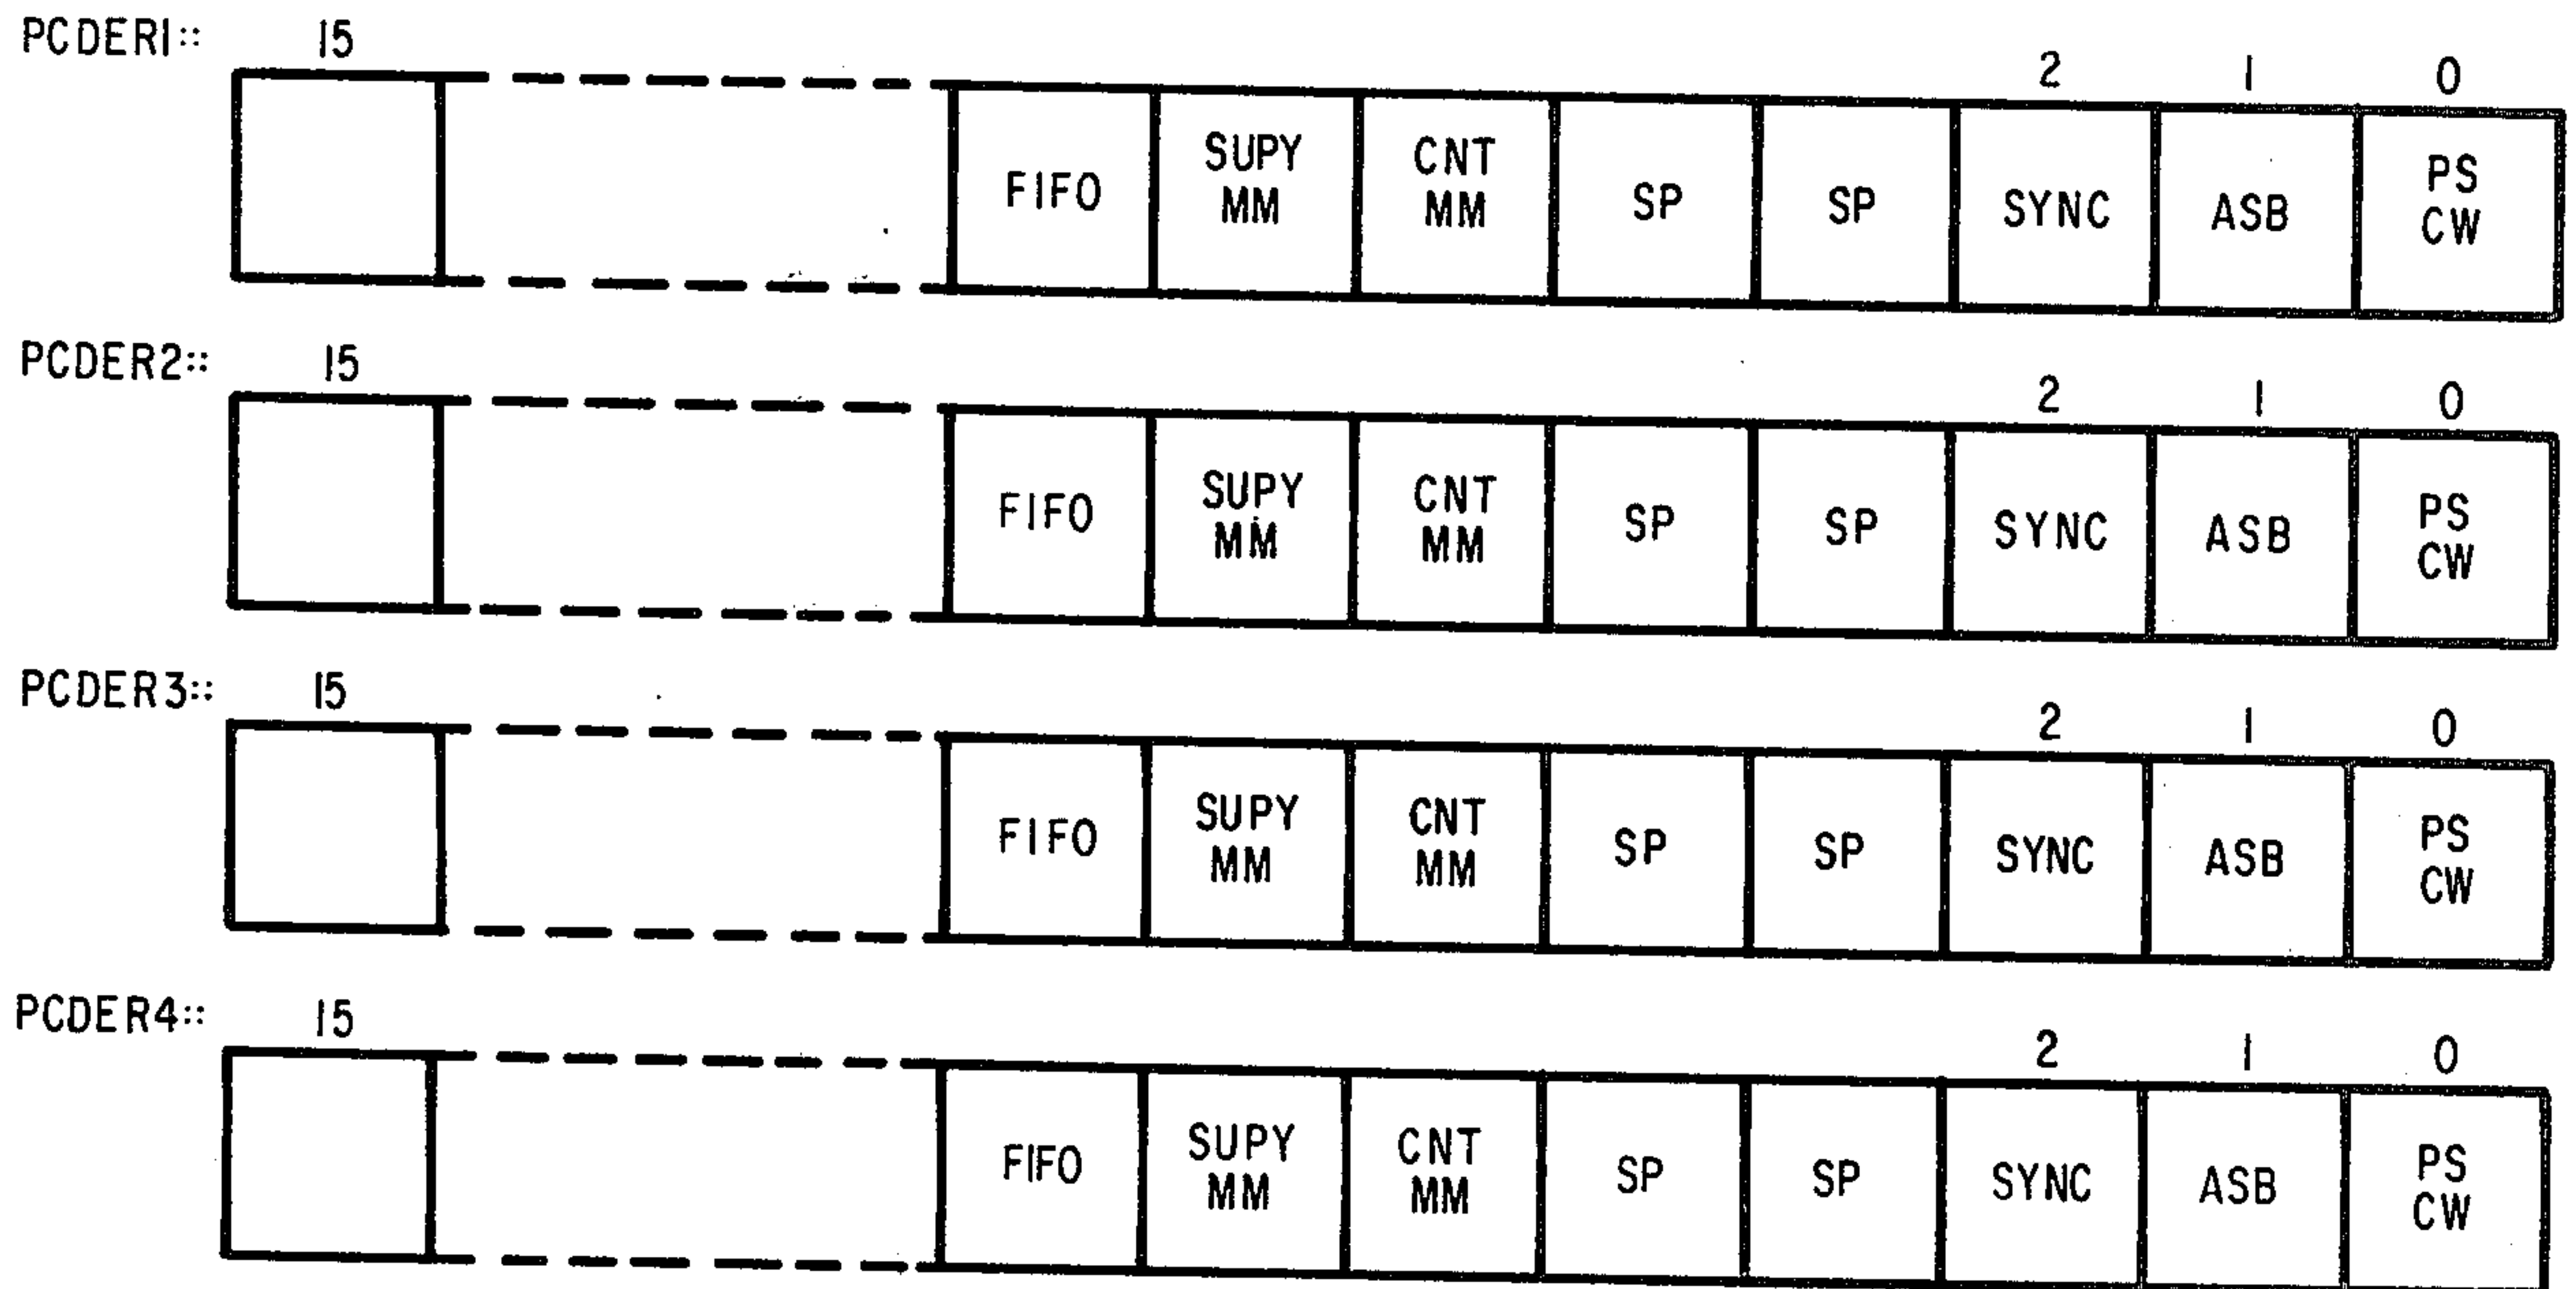 PCDER1:: 15 2 1 0
FIFO SUPY MM CNT MM SP SP SYNC ASB PS CW
PCDER2:: 15 2 1 0
FIFO SUPY MM CNT MM SP SP SYNC ASB PS CW
PCDER3:: 15 2 1 0
FIFO SUPY MM CNT MM SP SP SYNC ASB PS CW
PCDER4:: 15 2 1 0
FIFO SUPY MM CNT MM SP SP SYNC ASB PS CW